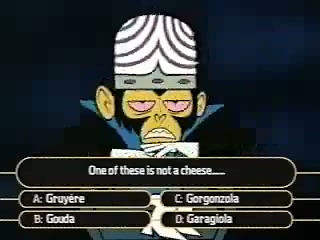 One of these is not a cheese......
A: Gruyére
C: Gorgonzola
B: Gouda
D: Garagiola